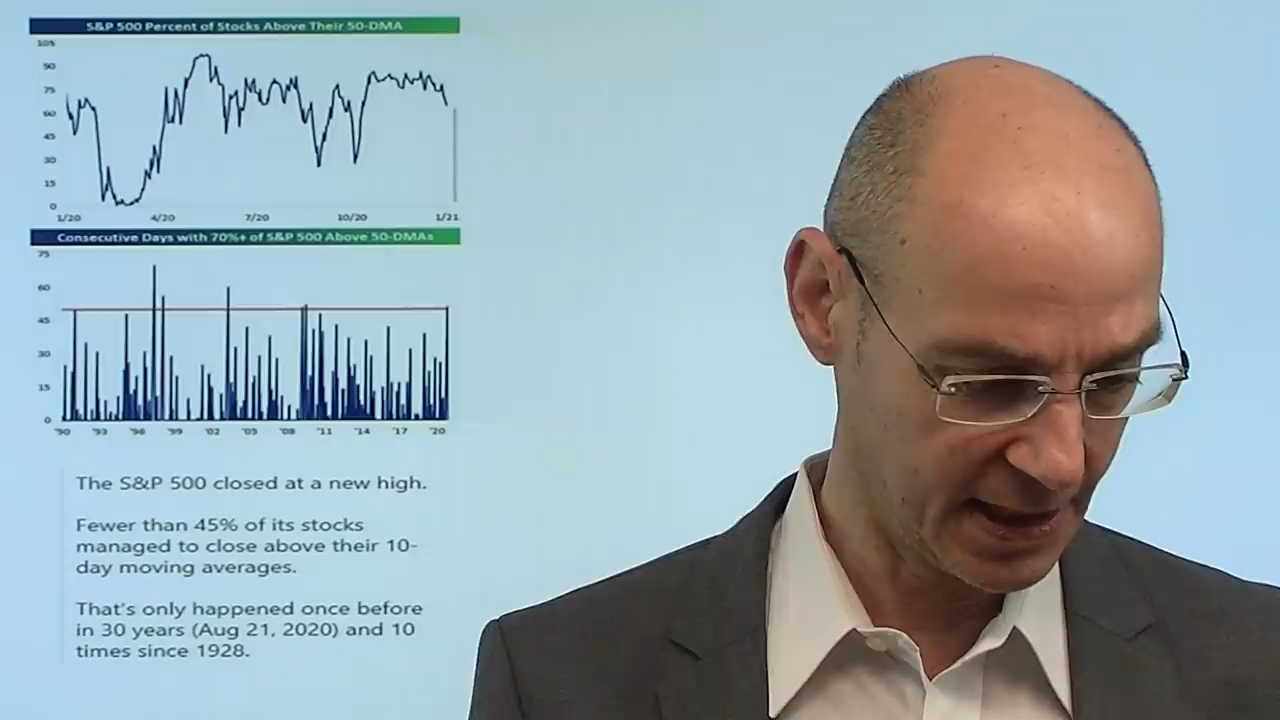 S&P 500 Percent of Stocks Above Their 50-DMA
105
90
75
60
45
30
15
0
1/20 4/20 7/20 10/20 1/21
Consecutive Days with 70%+ of S&P 500 Above 50-DMAs
75
60
45
30
15
0
'90 '93 '96 '99 '02 '05 '08 '11 '14 '17 '20
The S&P 500 closed at a new high.
Fewer than 45% of its stocks
managed to close above their 10-
day moving averages.
That's only happened once before
in 30 years (Aug 21, 2020) and 10
times since 1928.